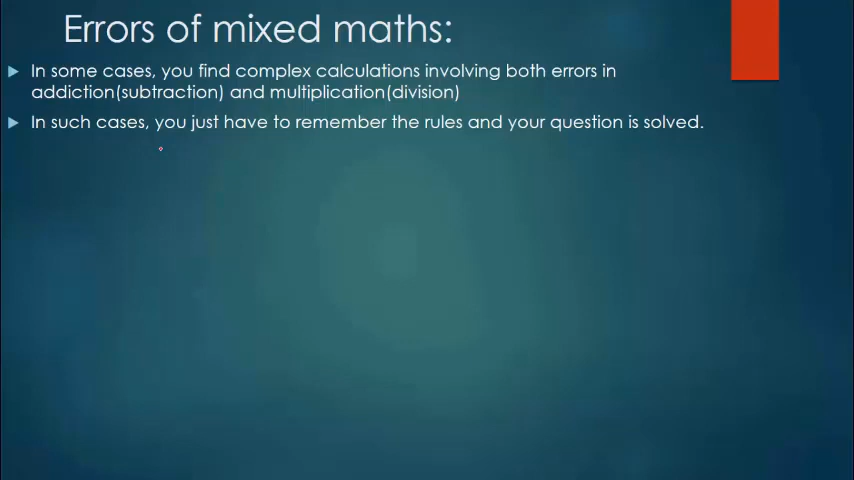 Errors of mixed maths:
In some cases, you find complex calculations involving both errors in
addiction(subtraction) and multiplication(division)
In such cases, you just have to remember the rules and your question is solved.